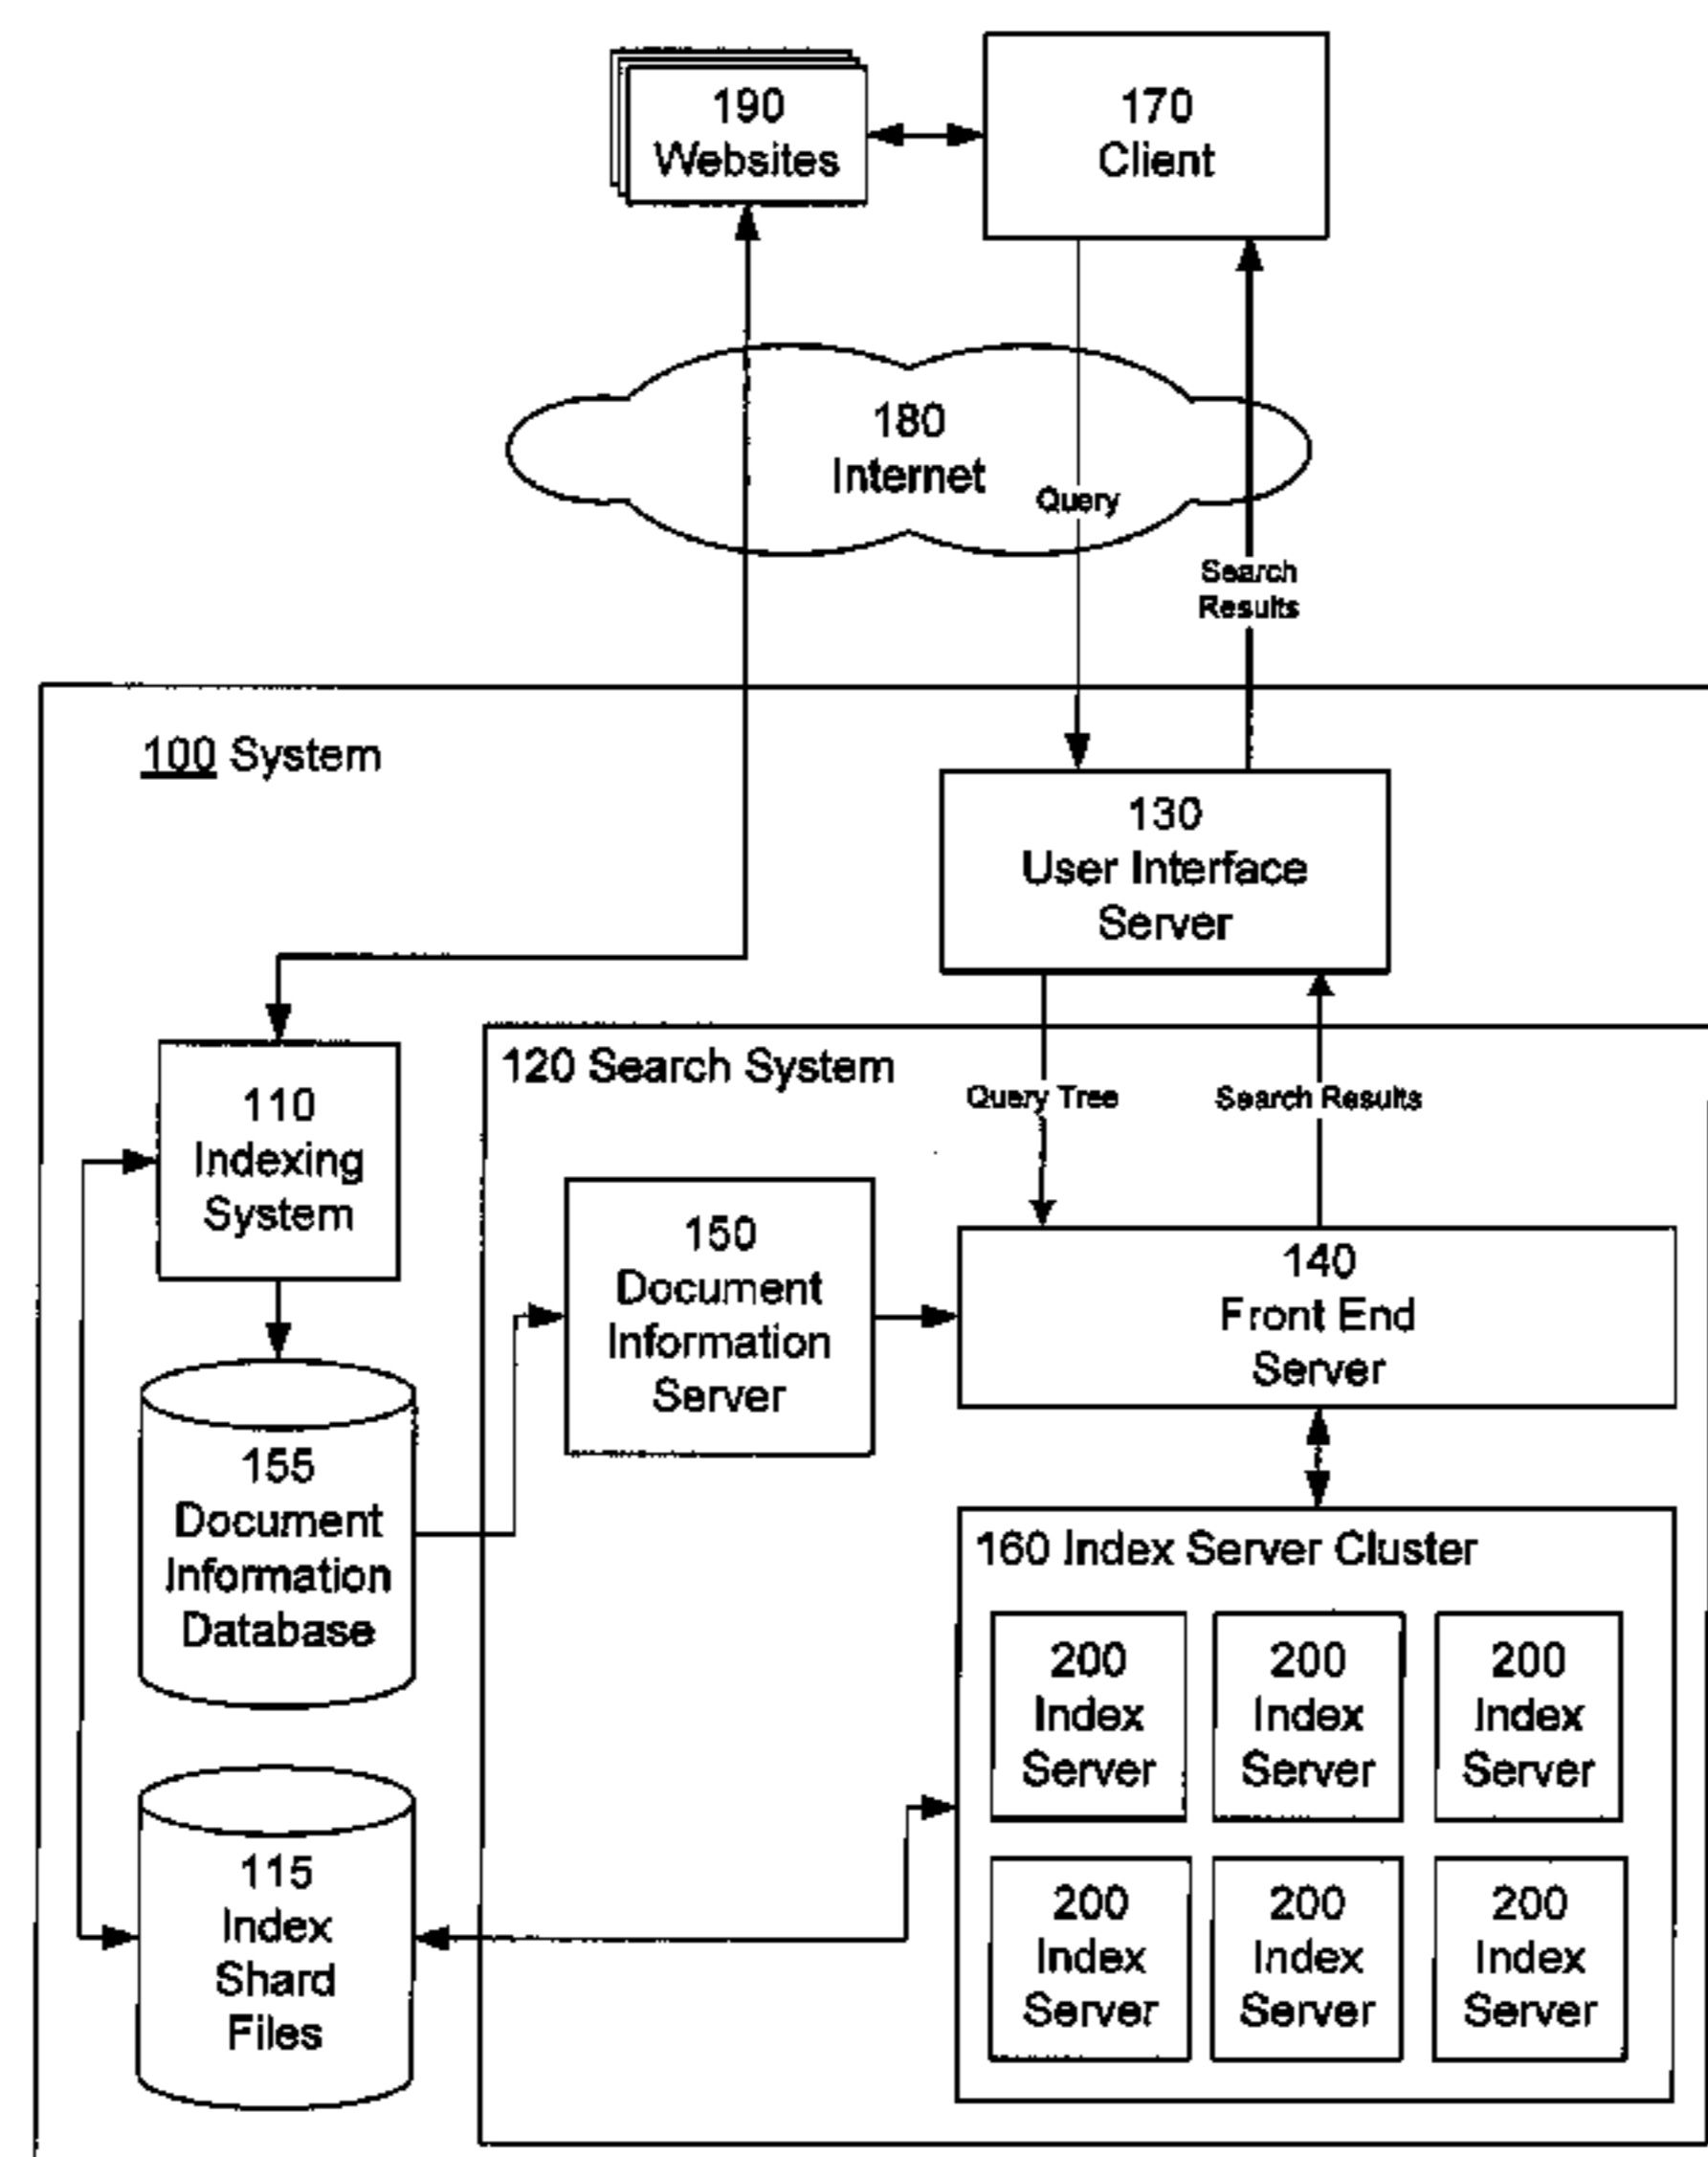 190
Websites
170
Client
180
Internet
Query
Search
Results
100 System
130
User Interface
Server
110
Indexing
System
120 Search System
Query Tree
Search Results
150
Document
Information
Server
140
Front End
Server
155
Document
Information
Database
160 Index Server Cluster
200
Index
Server
200
Index
Server
200
Index
Server
115
Index
Shard
Files
200
Index
Server
200
Index
Server
200
Index
Server